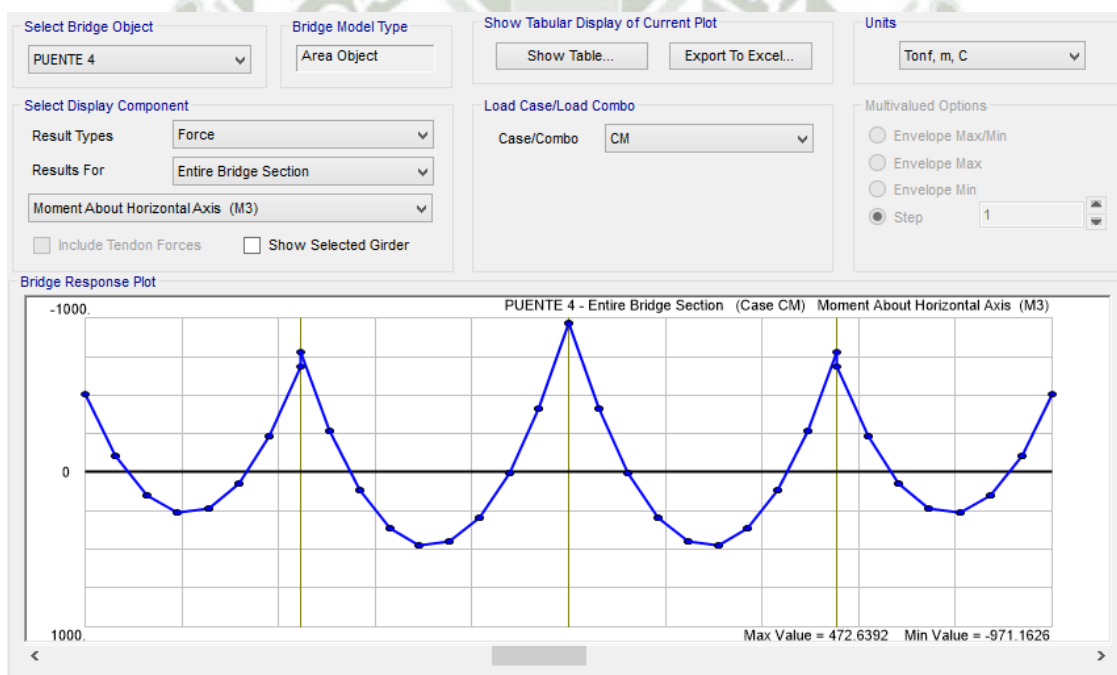 Select Bridge Object
PUENTE 4
Bridge Model Type
Area Object
Show Tabular Display of Current Plot
Show Table...
Export To Excel...
Units
Tonf, m, C
Select Display Component
Result Types
Force
Results For
Entire Bridge Section
Moment About Horizontal Axis (M3)
Include Tendon Forces
Show Selected Girder
Load Case/Load Combo
Case/Combo
CM
Multivalued Options
Envelope Max/Min
Envelope Max
Envelope Min
Step
1
Bridge Response Plot
PUENTE 4 - Entire Bridge Section (Case CM) Moment About Horizontal Axis (M3)
-1000.
0
1000.
Max Value = 472.6392 Min Value = -971.1626